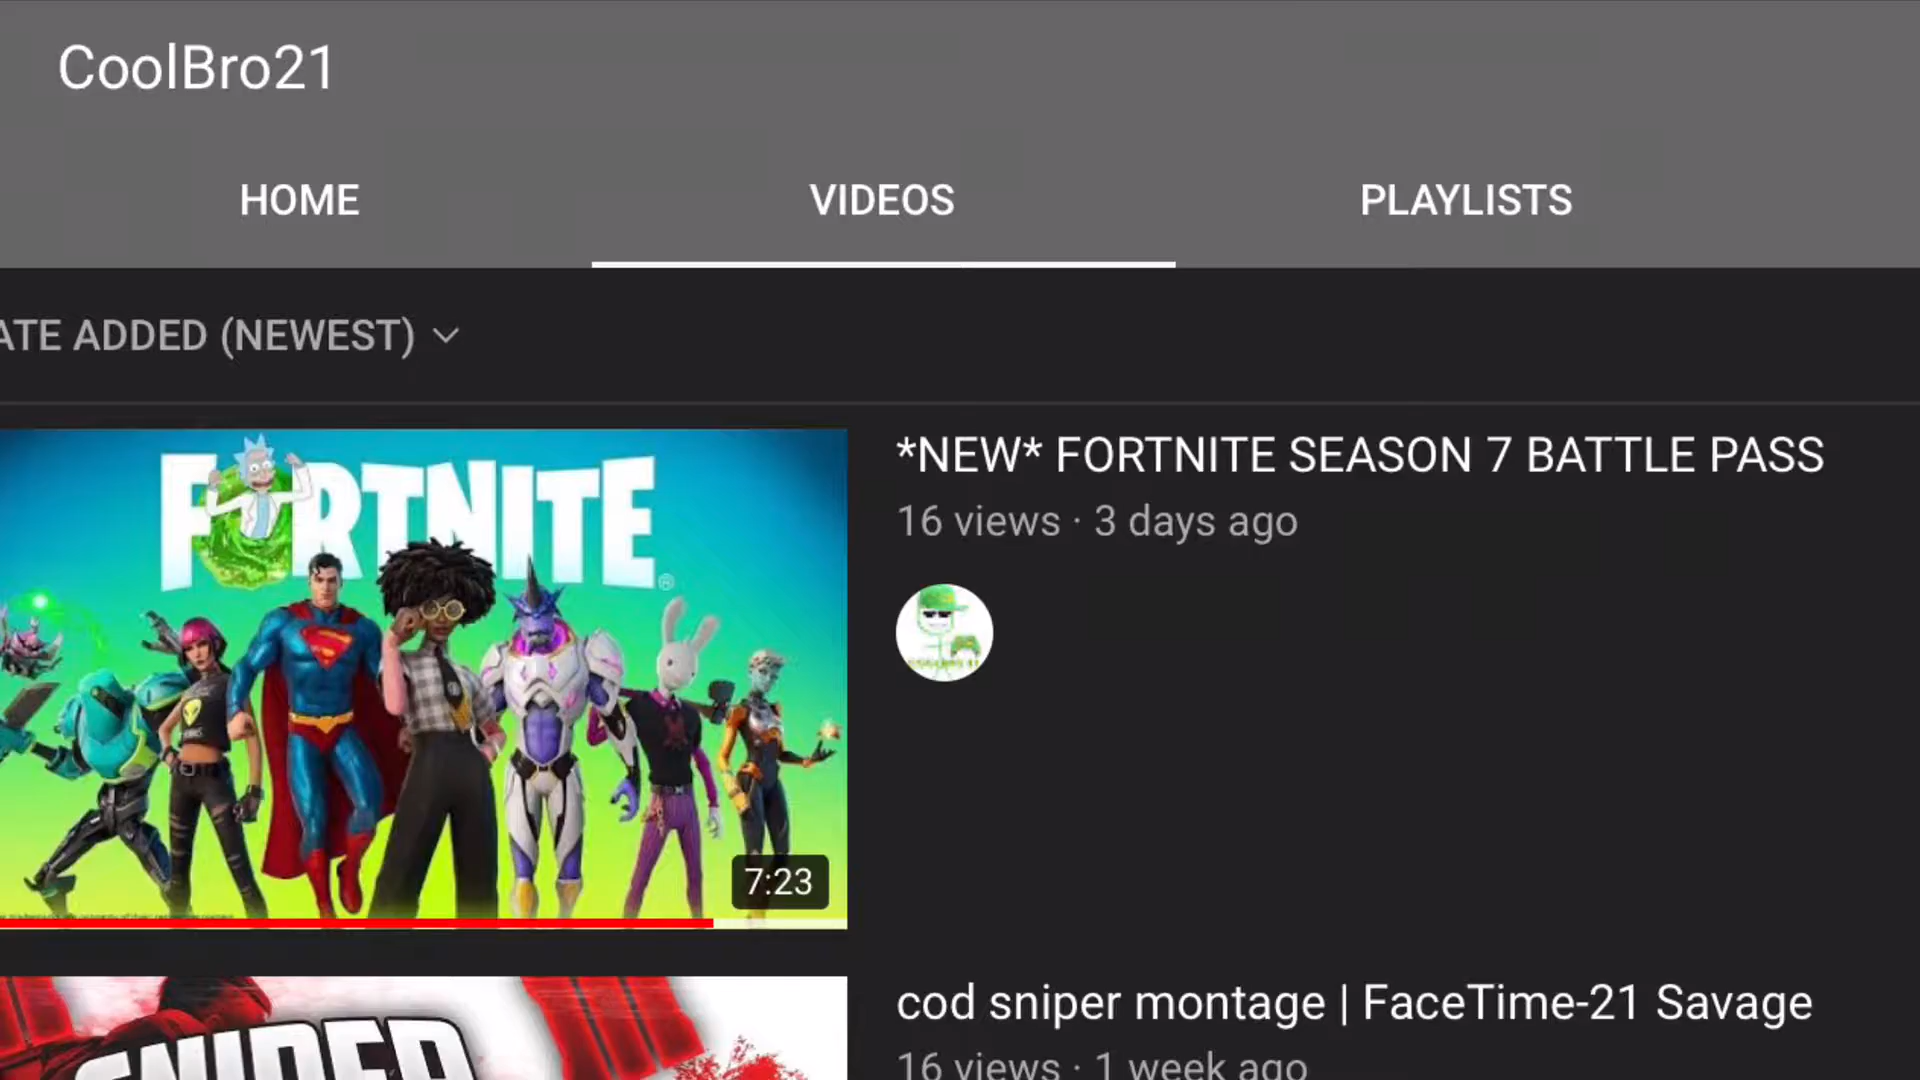 CoolBro21
HOME VIDEOS PLAYLISTS
ATE ADDED (NEWEST)
FORTNITE
*NEW* FORTNITE SEASON 7 BATTLE PASS
16 views · 3 days ago
7:23
SNIPER
cod sniper montage | FaceTime-21 Savage
16 views · 1 week ago